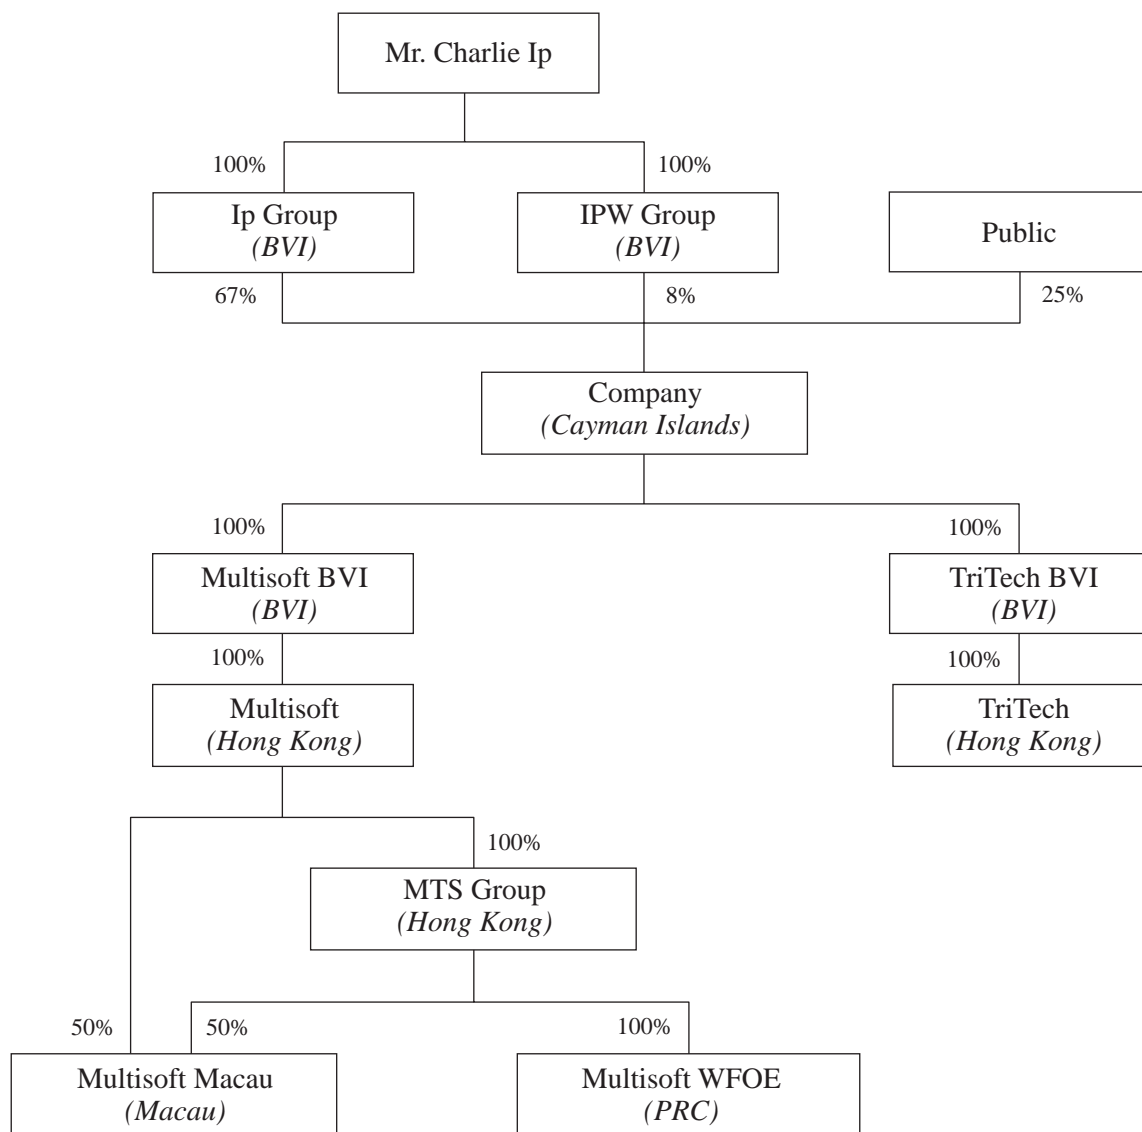 Mr. Charlie Ip
100%
100%
Ip Group
(BVI)
IPW Group
(BVI)
Public
67%
8%
25%
Company
(Cayman Islands)
100%
100%
Multisoft BVI
(BVI)
TriTech BVI
(BVI)
100%
100%
Multisoft
(Hong Kong)
TriTech
(Hong Kong)
100%
MTS Group
(Hong Kong)
50%
50%
100%
Multisoft Macau
(Macau)
Multisoft WFOE
(PRC)